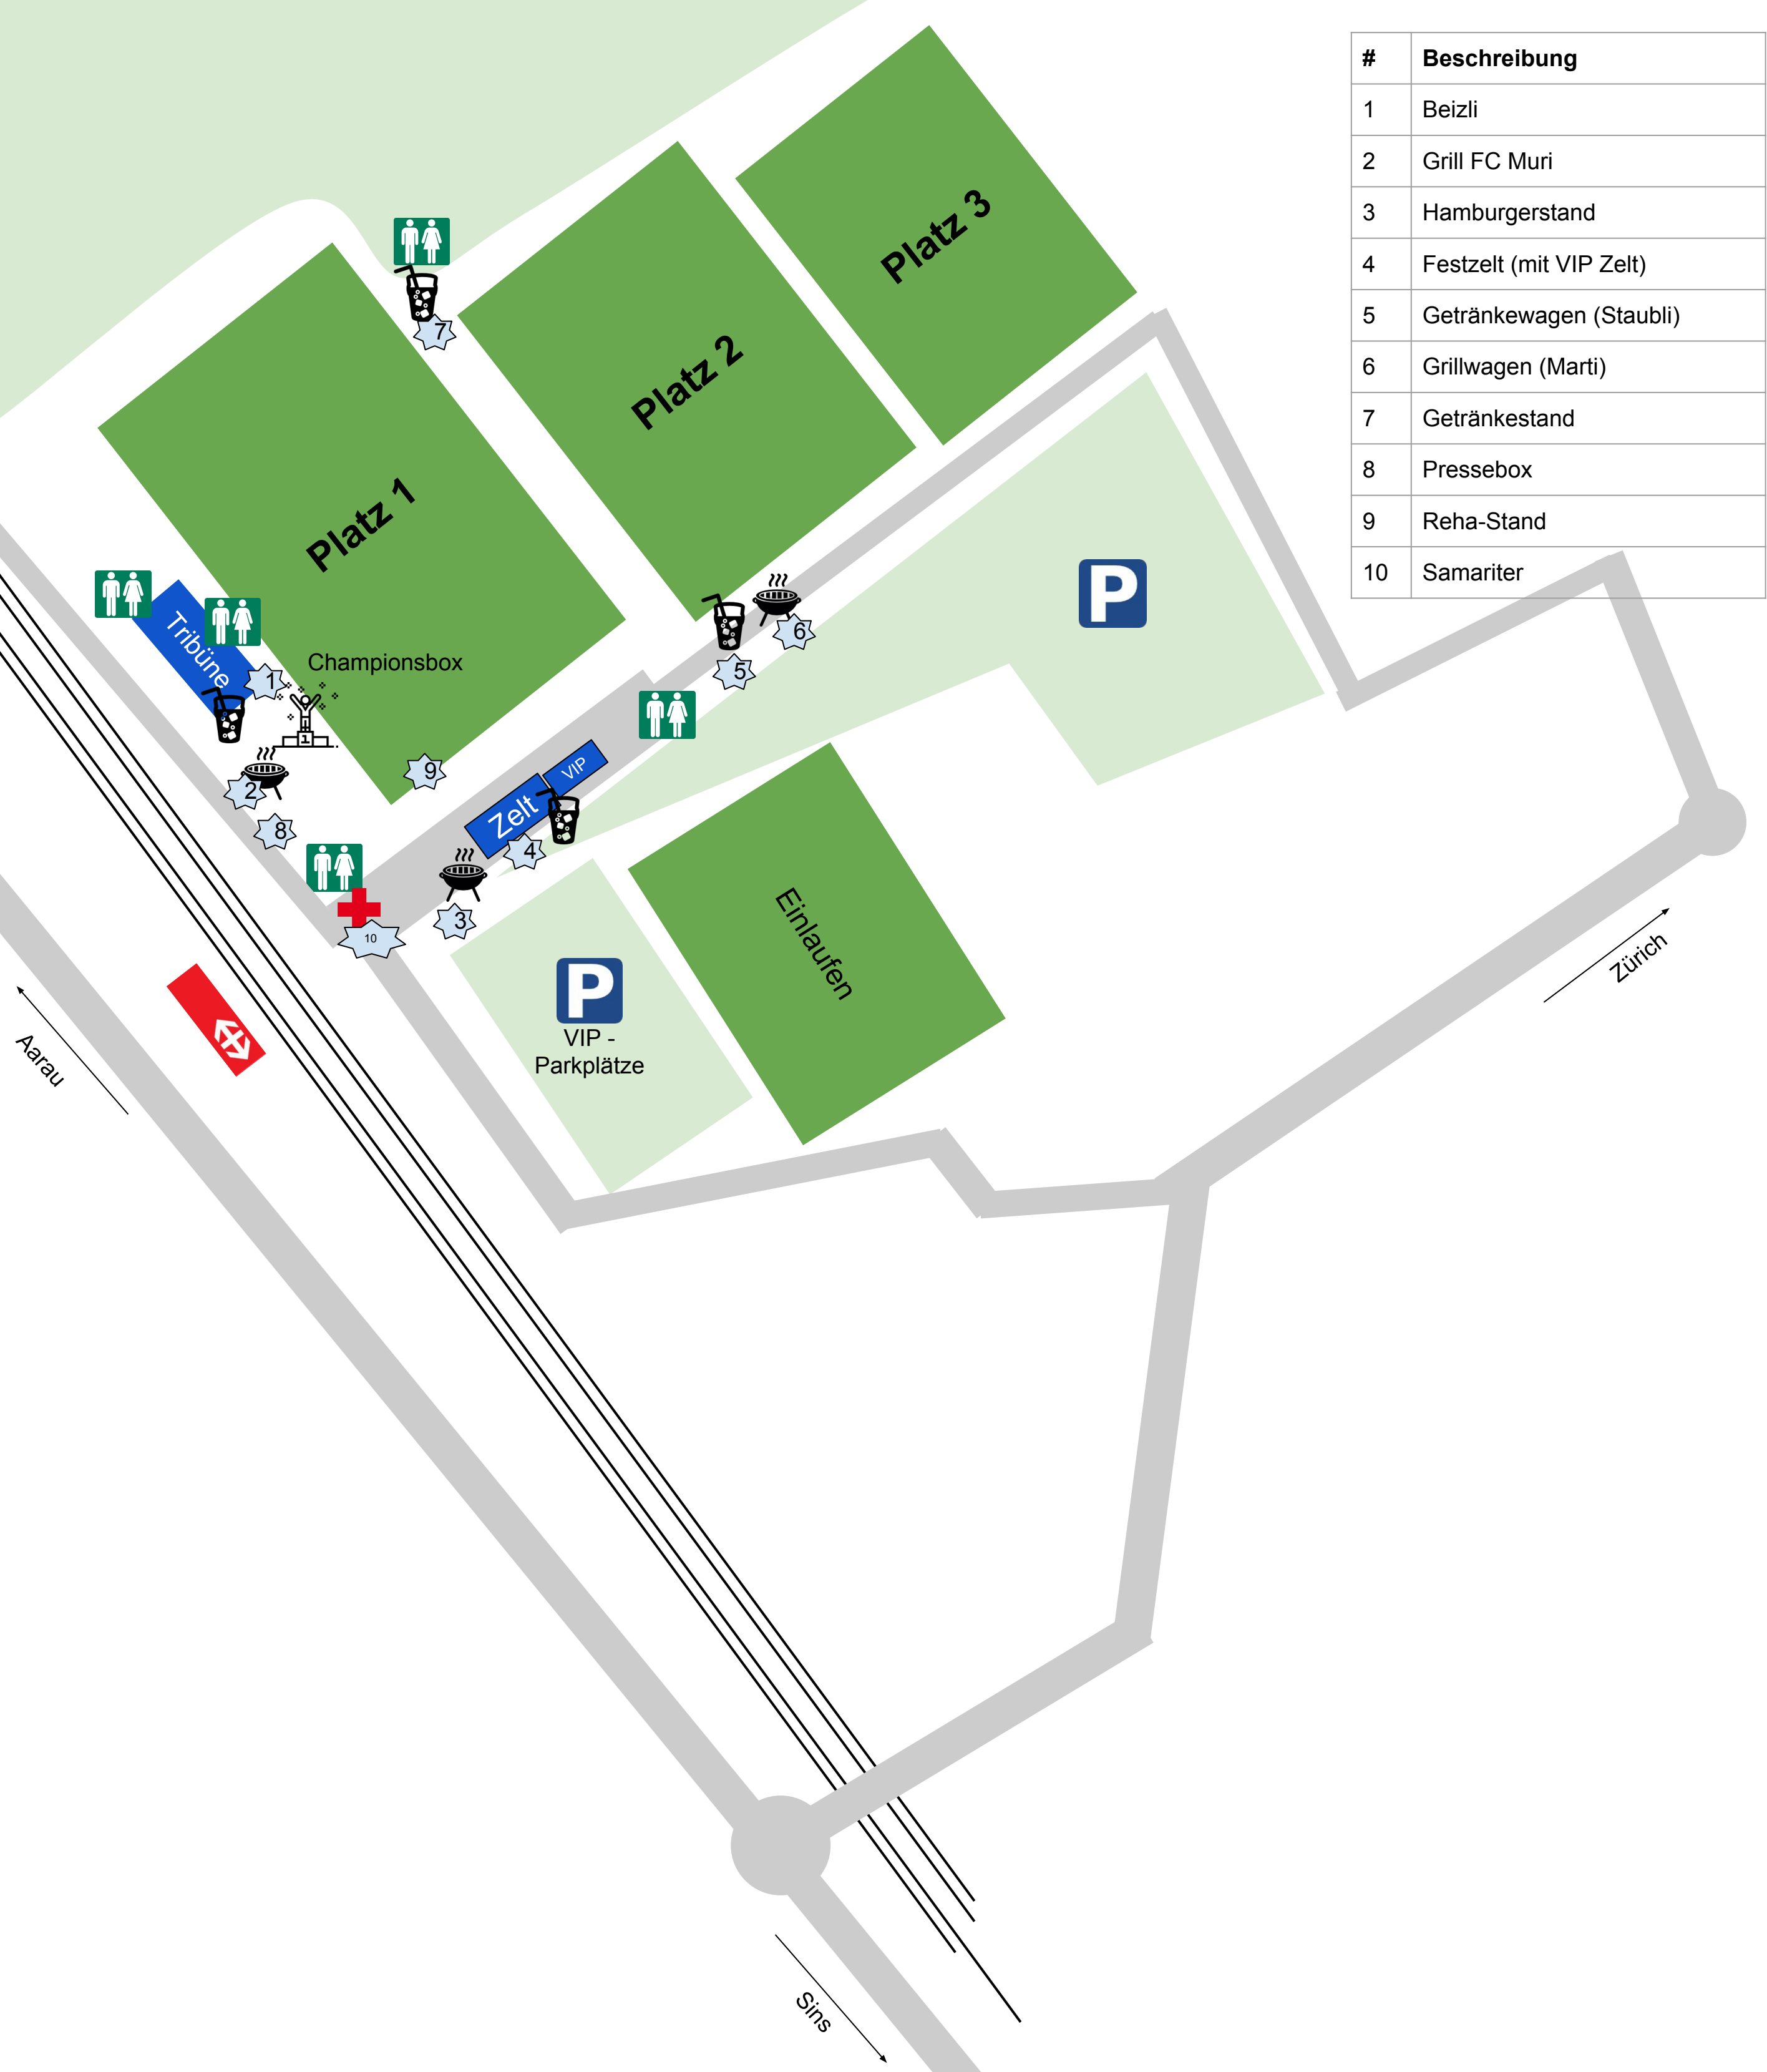 # Beschreibung
1 Beizli
2 Grill FC Muri
3 Hamburgerstand
4 Festzelt (mit VIP Zelt)
5 Getränkewagen (Staubli)
6 Grillwagen (Marti)
7 Getränkestand
8 Pressebox
9 Reha-Stand
10 Samariter
Platz 3
Platz 2
Platz 1
7
6
5
P
Tribüne
1
Championsbox
1
2
8
9
VIP
Zelt
4
3
10
Einlaufen
P
VIP -
Parkplätze
Zürich
Aarau
Sins